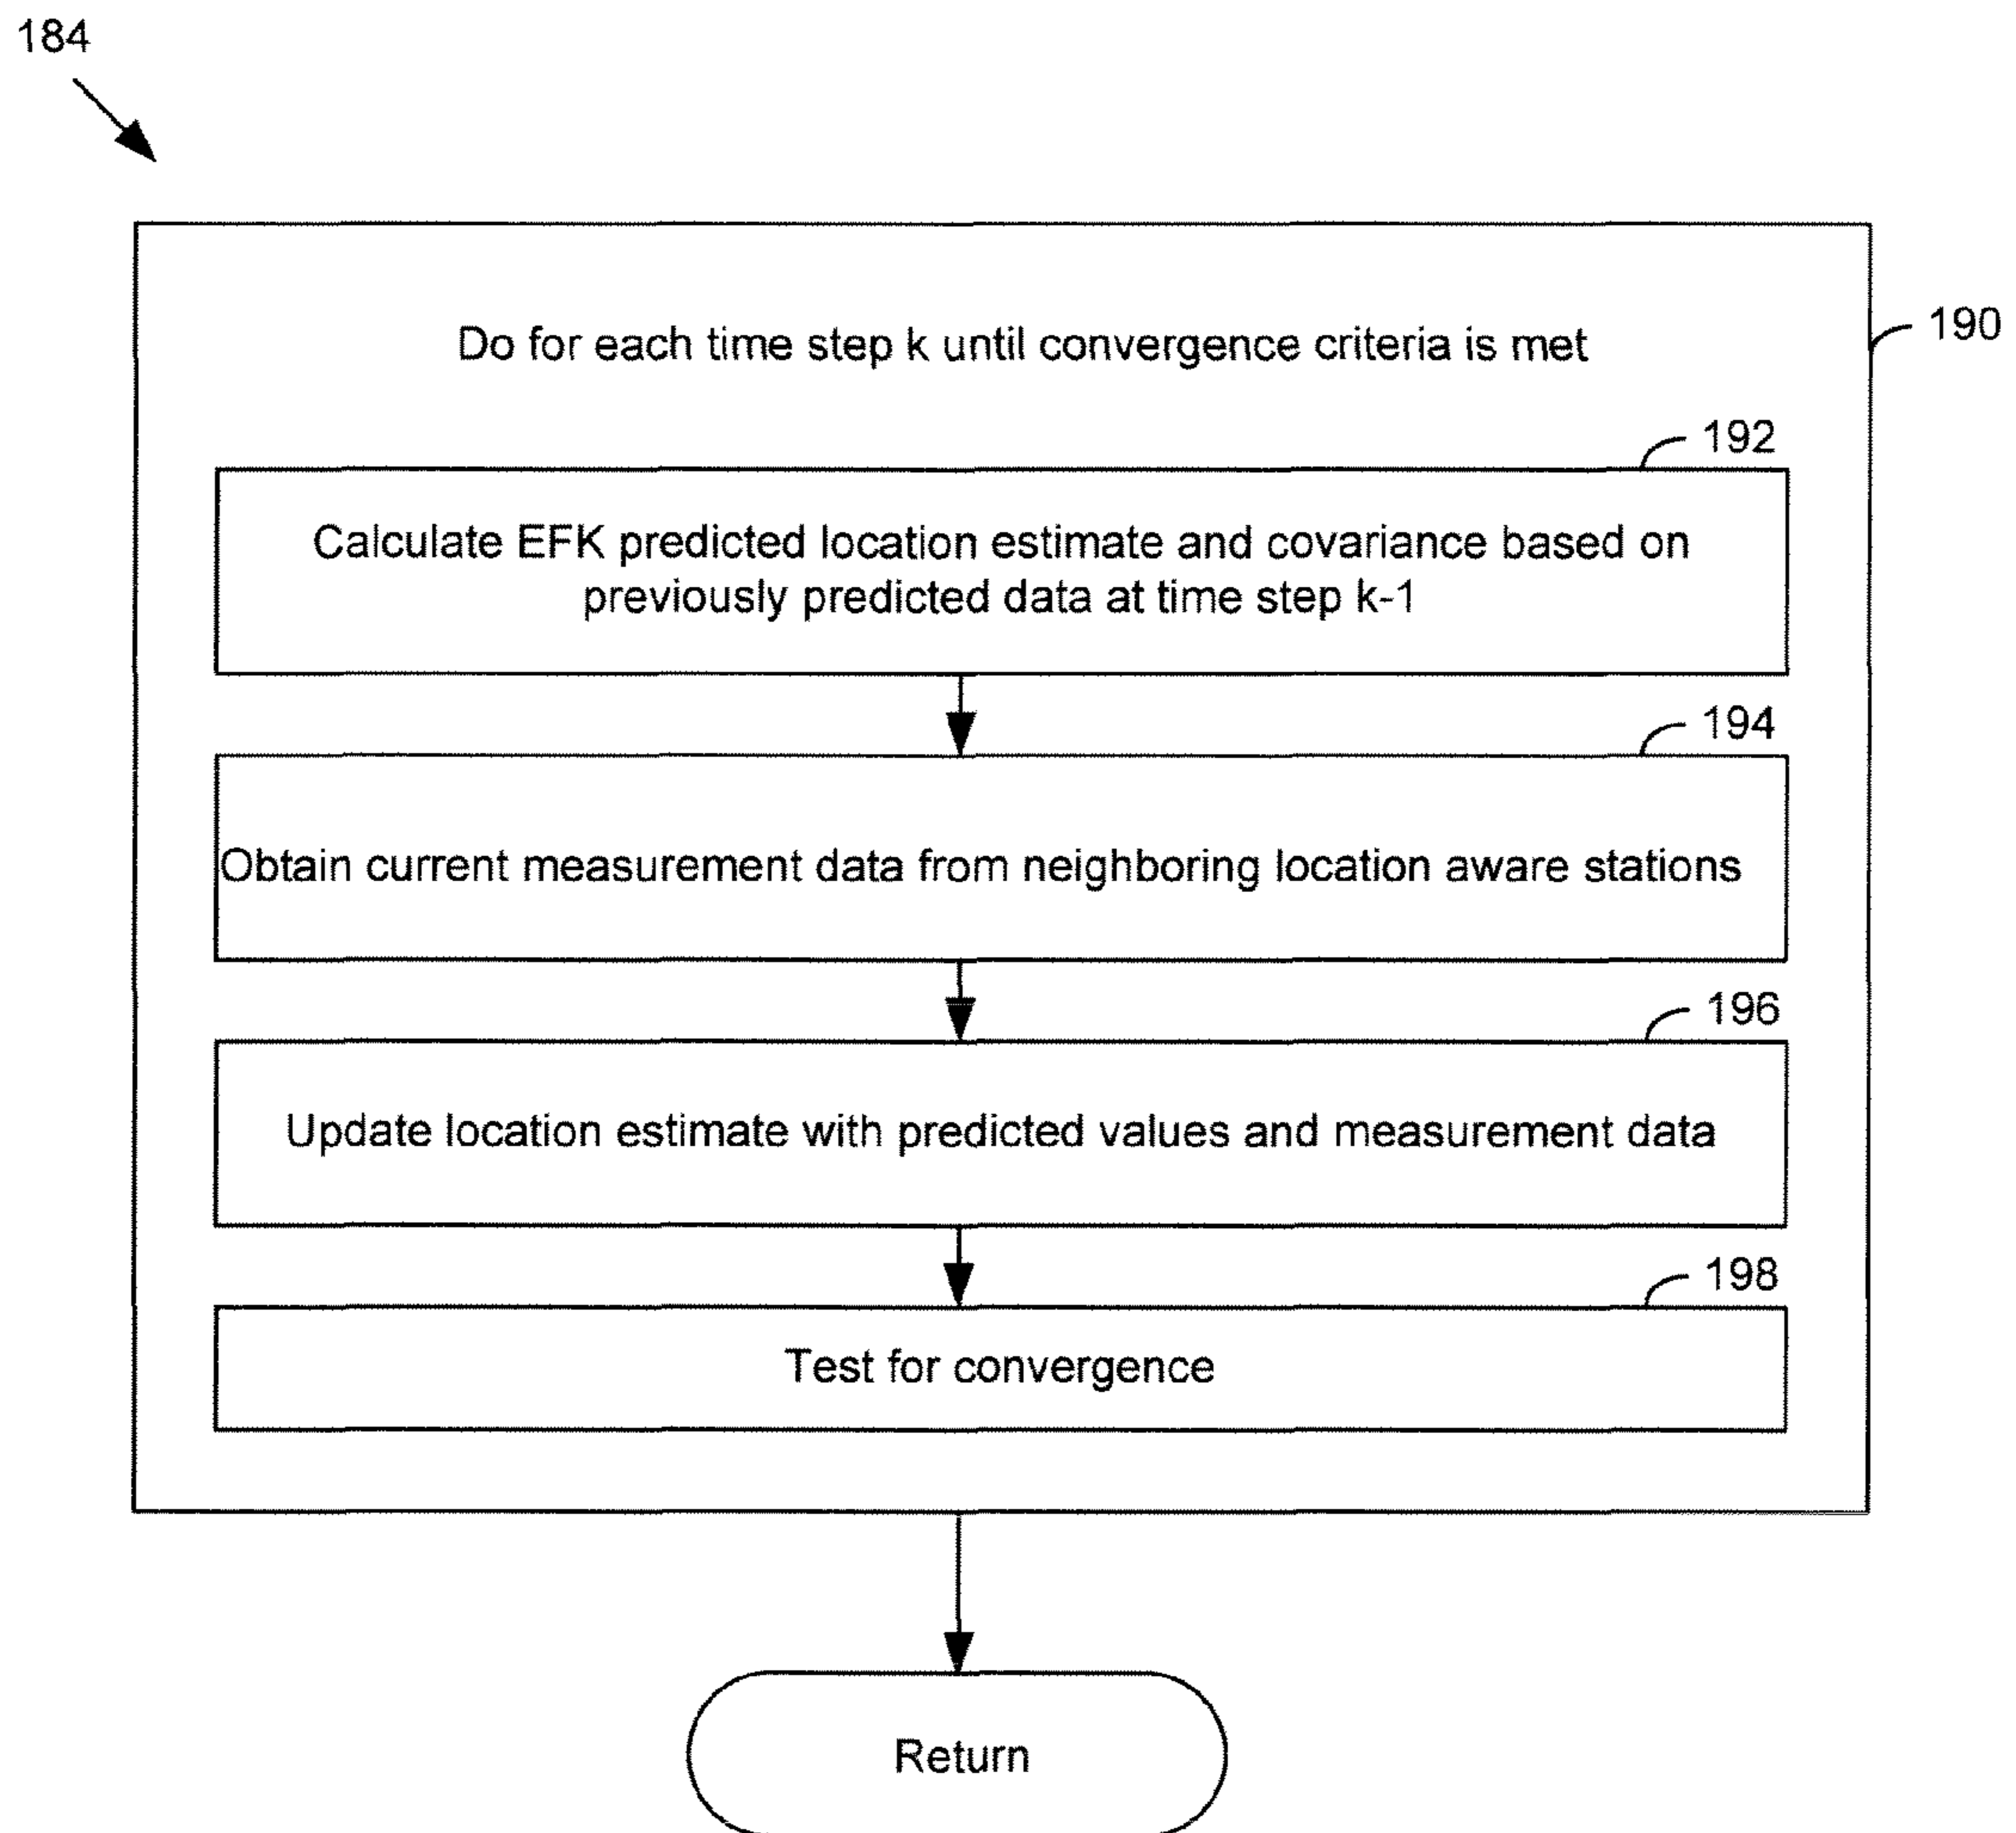 184
Do for each time step k until convergence criteria is met
190
192
Calculate EFK predicted location estimate and covariance based on
previously predicted data at time step k-1
194
Obtain current measurement data from neighboring location aware stations
196
Update location estimate with predicted values and measurement data
198
Test for convergence
Return